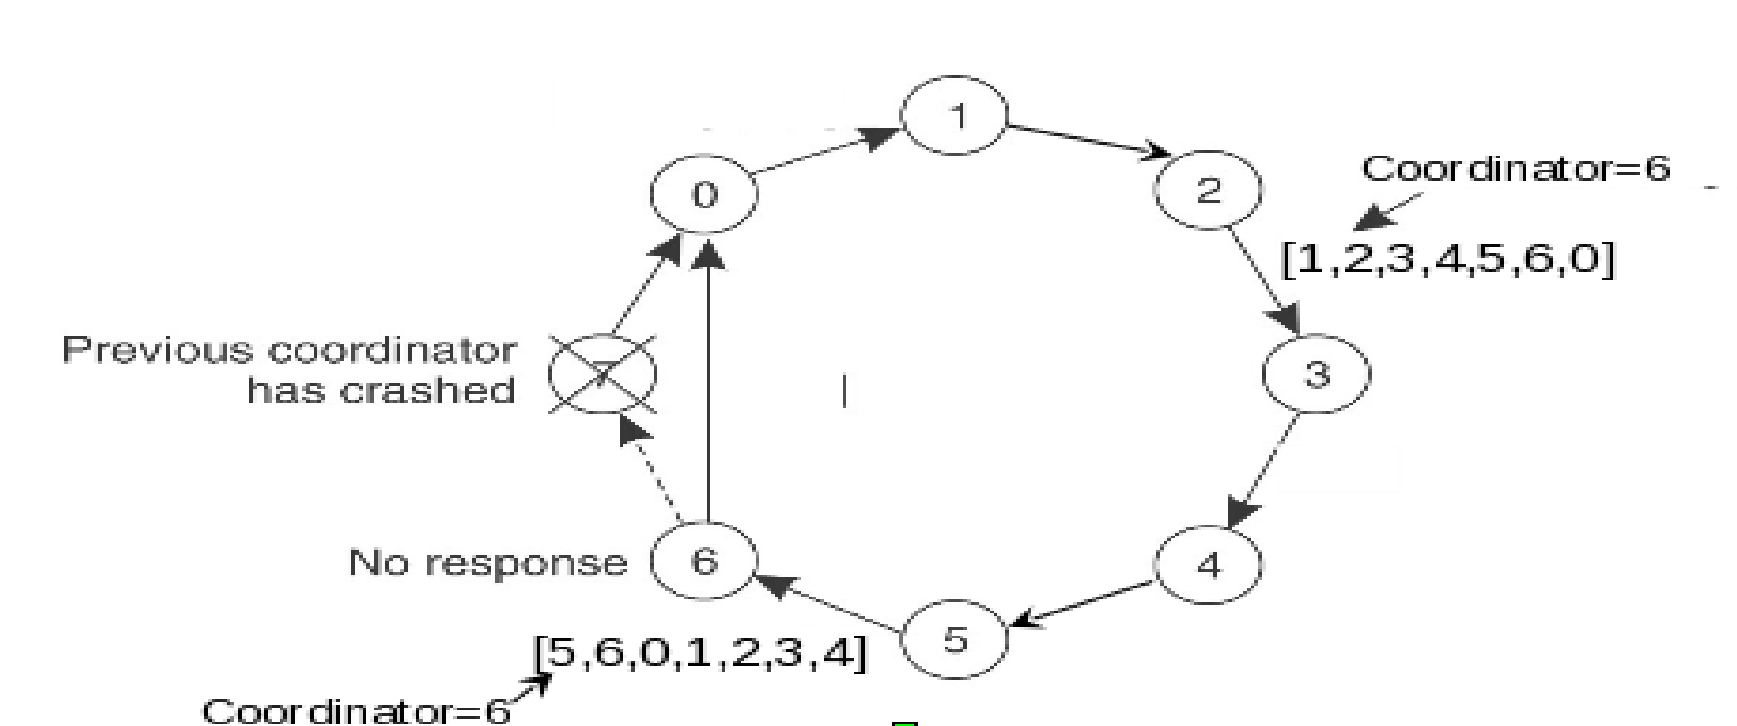 1
0
2
Coordinator=6
[1,2,3,4,5,6,0]
Previous coordinator
has crashed
7
3
No response
6
4
5
[5,6,0,1,2,3,4]
Coordinator=6